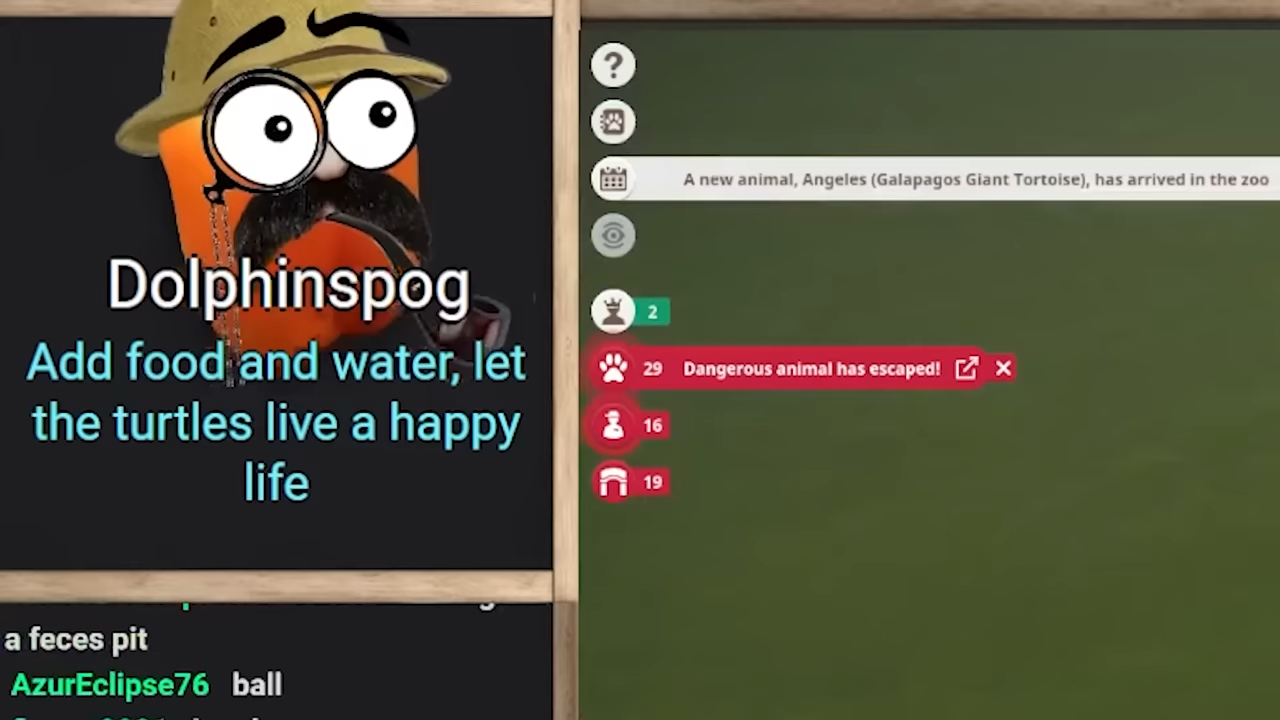 Dolphinspog
Add food and water, let
the turtles live a happy
life
a feces pit
AzurEclipse76 ball
?
A new animal, Angeles (Galapagos Giant Tortoise), has arrived in the zoo
2
29 Dangerous animal has escaped!
16
19